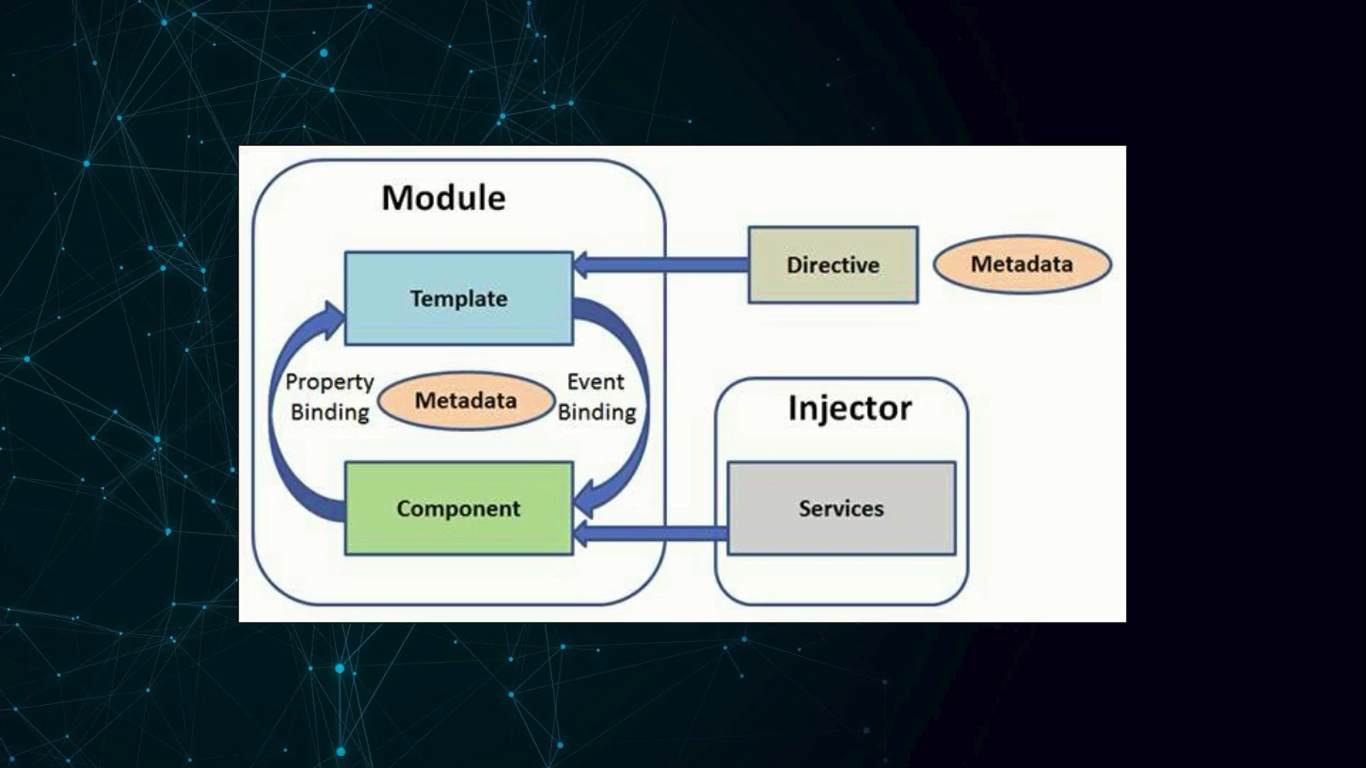 Module
Template
Directive
Metadata
Property
Binding
Metadata
Event
Binding
Component
Injector
Services